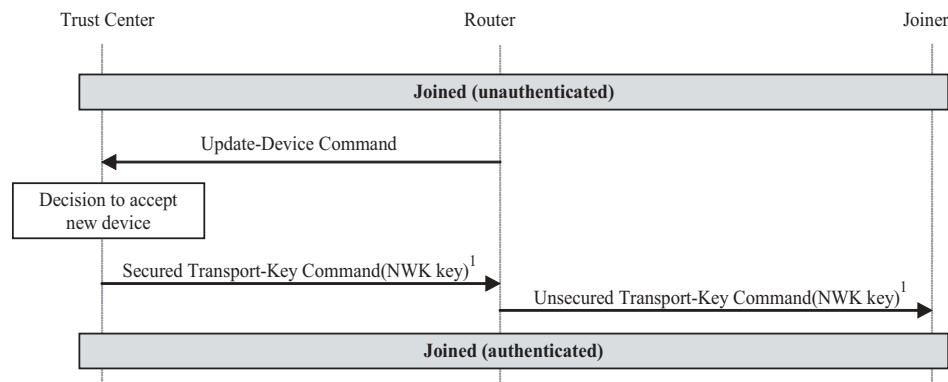 Trust Center
Router
Joiner
Joined (unauthenticated)
Update-Device Command
Decision to accept
new device
Secured Transport-Key Command(NWK key)1
Unsecured Transport-Key Command(NWK key)1
Joined (authenticated)